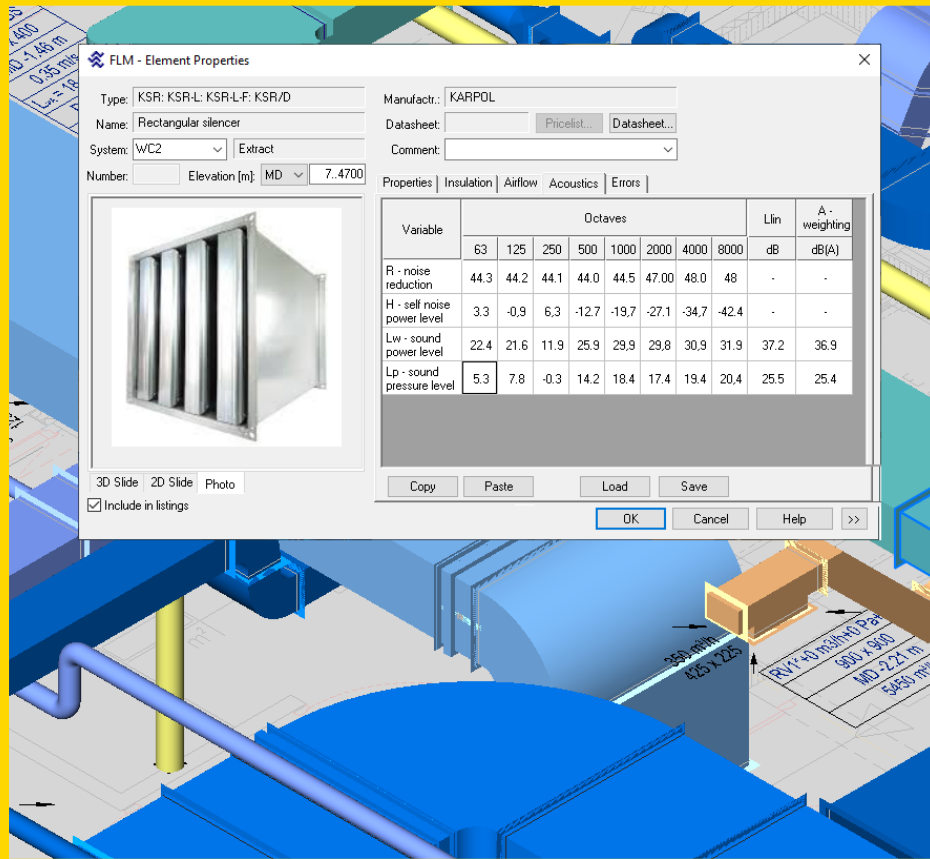 FLM - Element Properties
Type: KSR: KSR-L: KSR-L-F: KSR/D
Name: Rectangular silencer
System: WC2 Extract
Number: Elevation [m]: MD 7..4700
Manufactr.: KARPOL
Datasheet: Pricelist... Datasheet...
Comment:
Properties Insulation Airflow Acoustics Errors
Variable Octaves Llin A - weighting
63 125 250 500 1000 2000 4000 8000 dB dB(A)
R - noise reduction 44.3 44.2 44.1 44.0 44.5 47.00 48.0 48 - -
H - self noise power level 3.3 -0,9 6,3 -12.7 -19,7 -27.1 -34,7 -42.4 - -
Lw - sound power level 22.4 21.6 11.9 25.9 29,9 29,8 30,9 31.9 37.2 36.9
Lp - sound pressure level 5.3 7.8 -0.3 14.2 18.4 17.4 19.4 20,4 25.5 25.4
3D Slide 2D Slide Photo
Copy Paste Load Save
Include in listings
OK Cancel Help >>
x 400
MD-1,46 m
0.35 m/s
350 m³/h
425 x 225
900 x 900
MD-2,21 m
m²